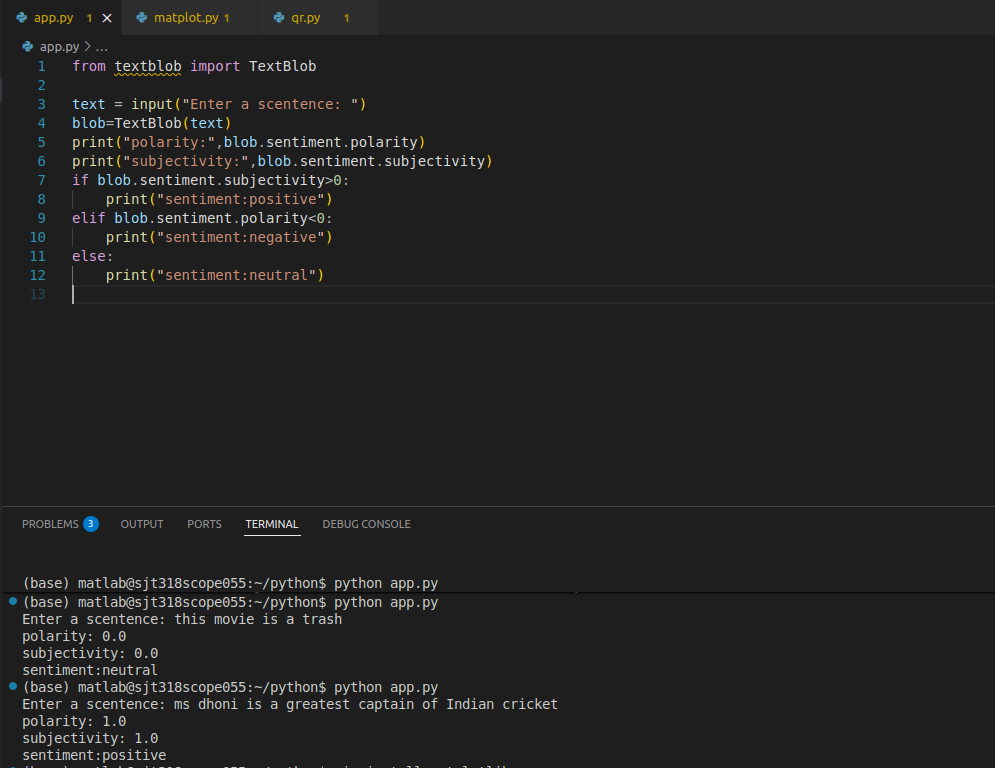 app.py 1 × matplot.py 1 qr.py 1
app.py > ...
1 from textblob import TextBlob
2
3 text = input("Enter a scentence: ")
4 blob=TextBlob(text)
5 print("polarity:",blob.sentiment.polarity)
6 print("subjectivity:",blob.sentiment.subjectivity)
7 if blob.sentiment.subjectivity>0:
8     print("sentiment:positive")
9 elif blob.sentiment.polarity<0:
10     print("sentiment:negative")
11 else:
12     print("sentiment:neutral")
13
PROBLEMS 3 OUTPUT PORTS TERMINAL DEBUG CONSOLE
(base) matlab@sjt318scope055:~/python$ python app.py
(base) matlab@sjt318scope055:~/python$ python app.py
Enter a scentence: this movie is a trash
polarity: 0.0
subjectivity: 0.0
sentiment:neutral
(base) matlab@sjt318scope055:~/python$ python app.py
Enter a scentence: ms dhoni is a greatest captain of Indian cricket
polarity: 1.0
subjectivity: 1.0
sentiment:positive